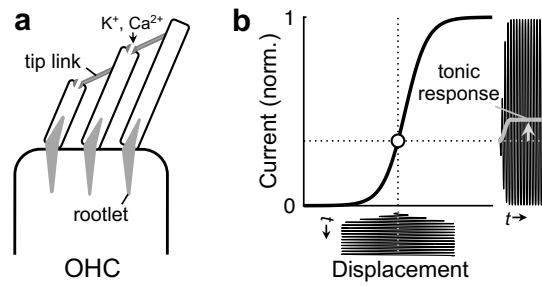 a
K⁺, Ca²⁺
tip link
rootlet
OHC
b
1
Current (norm.)
0
tonic
response
t
t
Displacement